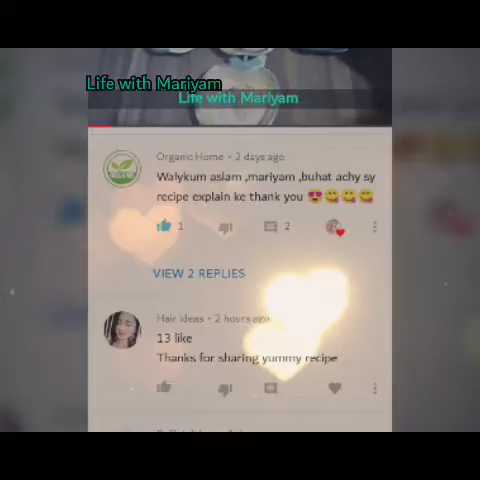 Life with Mariyam
Life with Mariyam
Organic Home • 2 days ago
Walykum aslam ,mariyam ,buhat achy sy
recipe explain ke thank you 😍😋😋😋
1
2
VIEW 2 REPLIES
Hair ideas • 2 hours ago
13 like
Thanks for sharing yummy recipe